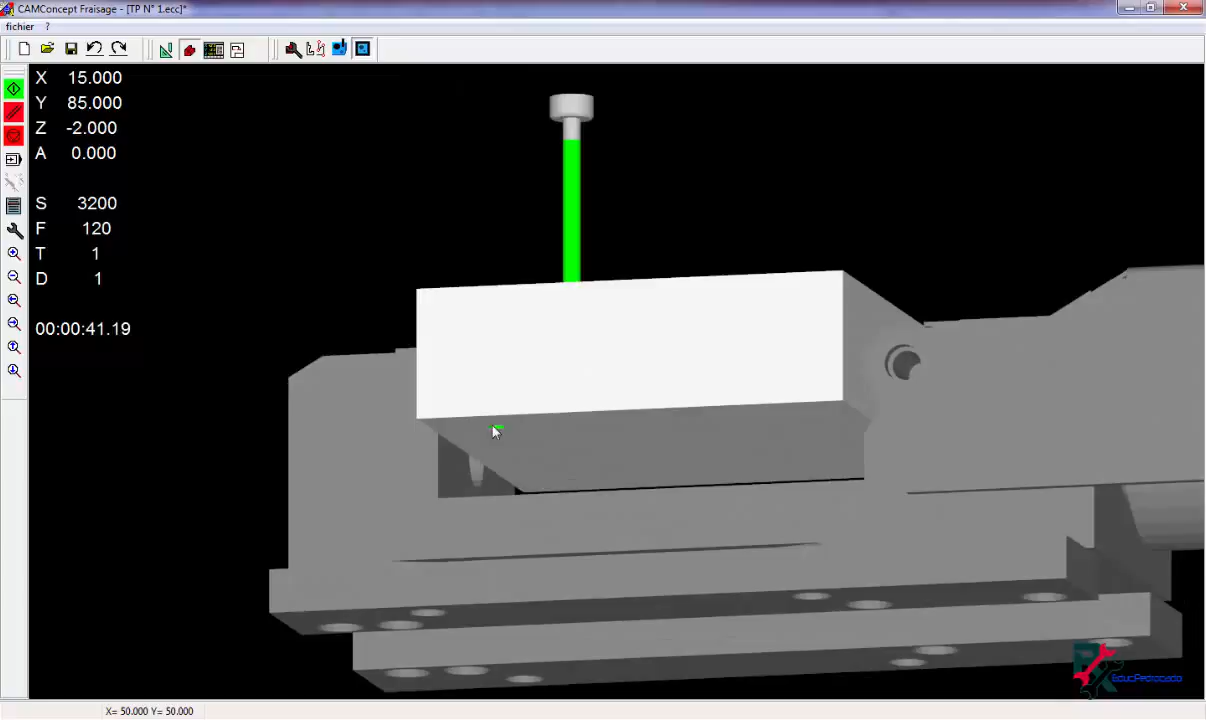 CAMConcept Fraisage - [TP N° 1.ecc]*
fichier ?
X 15.000
Y 85.000
Z -2.000
A 0.000
S 3200
F 120
T 1
D 1
00:00:41.19
X= 50.000 Y= 50.000